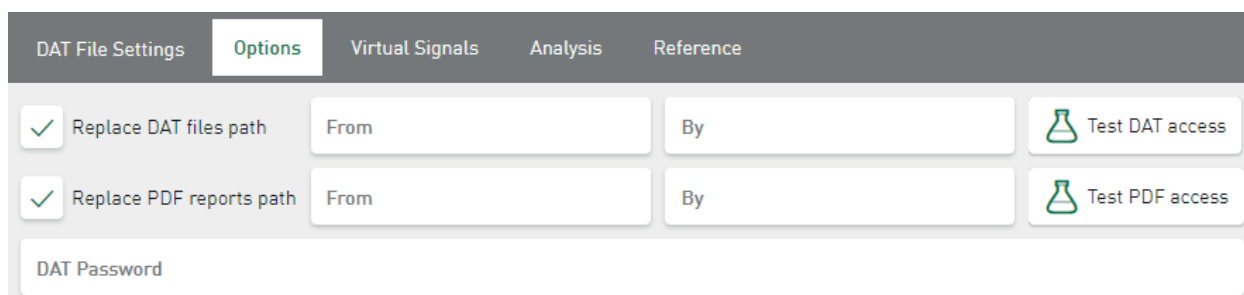 DAT File Settings Options Virtual Signals Analysis Reference
Replace DAT files path From By Test DAT access
Replace PDF reports path From By Test PDF access
DAT Password